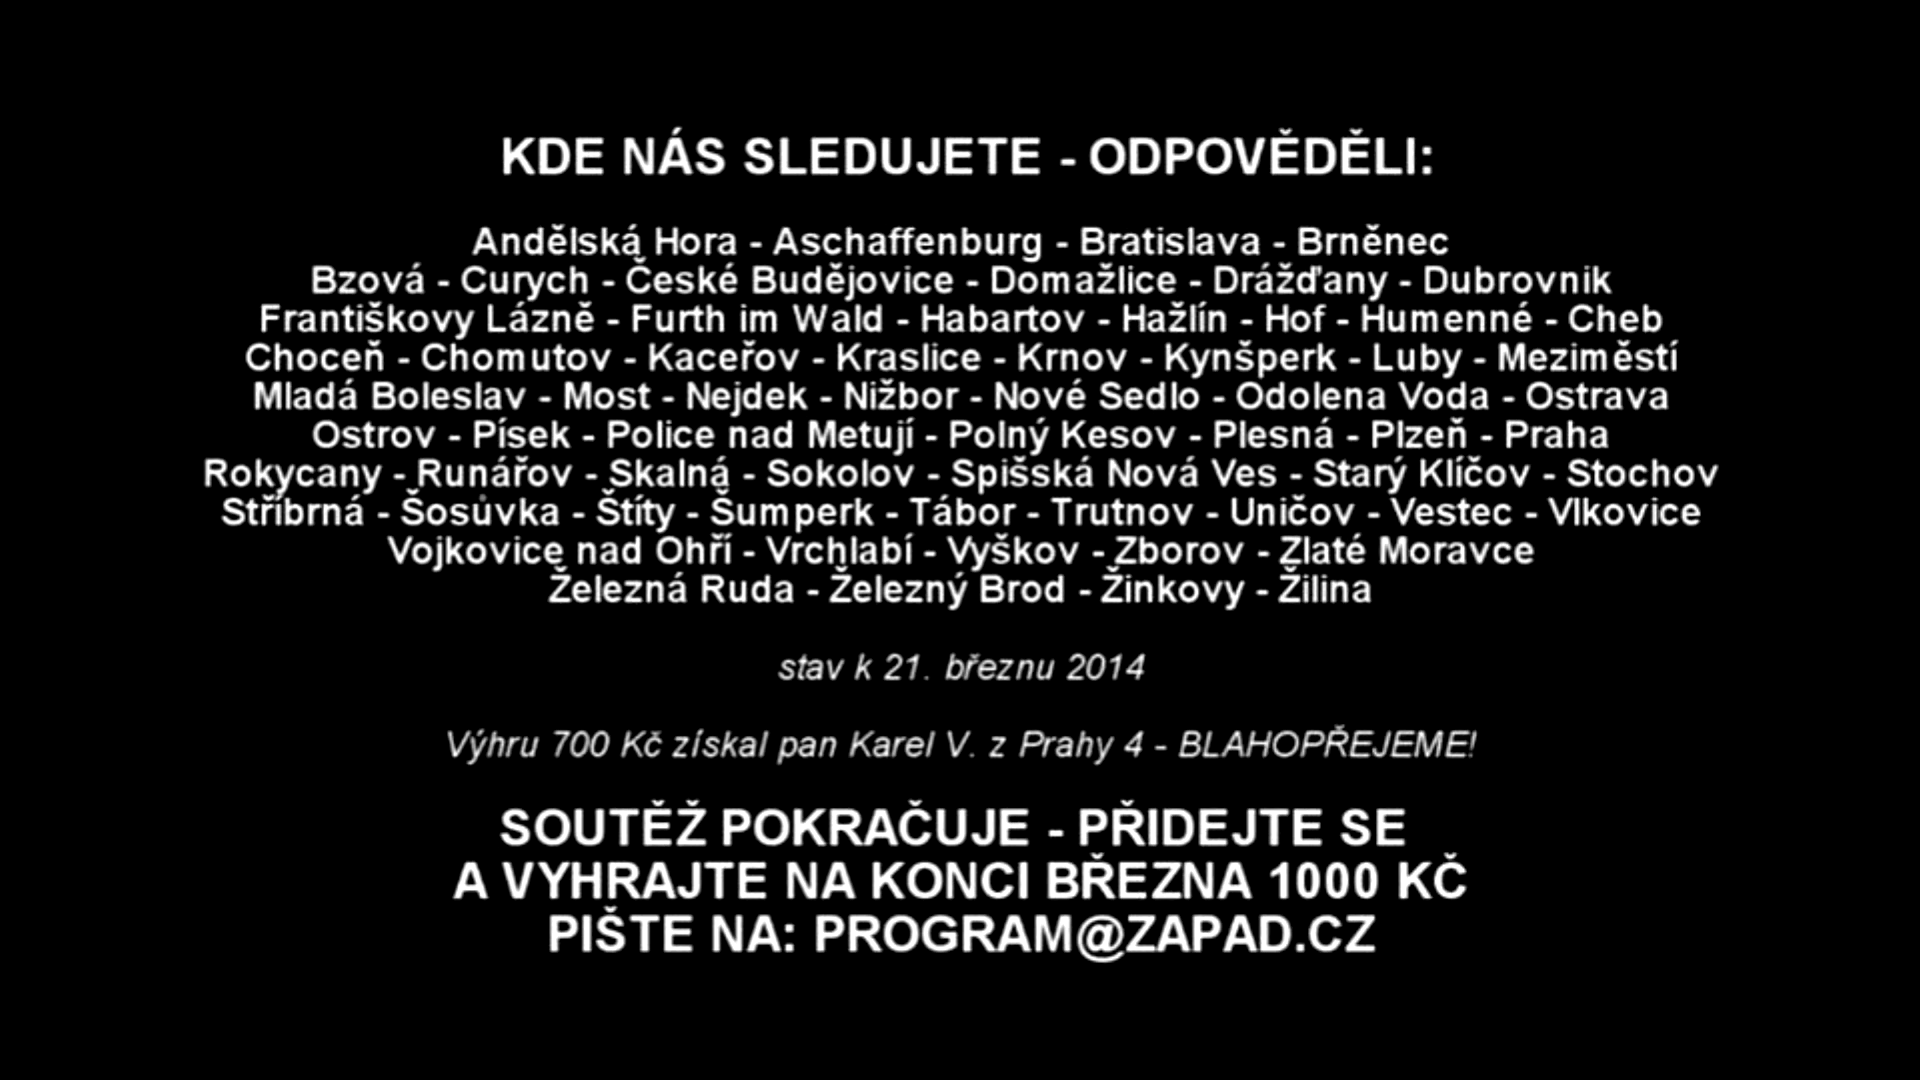 KDE NÁS SLEDUJETE - ODPOVĚDĚLI:
Andělská Hora - Aschaffenburg - Bratislava - Brněnec
Bzová - Curych - České Budějovice - Domažlice - Drážďany - Dubrovnik
Františkovy Lázně - Furth im Wald - Habartov - Hažlín - Hof - Humenné - Cheb
Choceň - Chomutov - Kaceřov - Kraslice - Krnov - Kynšperk - Luby - Meziměstí
Mladá Boleslav - Most - Nejdek - Nižbor - Nové Sedlo - Odolena Voda - Ostrava
Ostrov - Písek - Police nad Metují - Polný Kesov - Plesná - Plzeň - Praha
Rokycany - Runářov - Skalná - Sokolov - Spišská Nová Ves - Starý Klíčov - Stochov
Stříbrná - Šosůvka - Štíty - Šumperk - Tábor - Trutnov - Uničov - Vestec - Vlkovice
Vojkovice nad Ohří - Vrchlabí - Vyškov - Zborov - Zlaté Moravce
Železná Ruda - Železný Brod - Žinkovy - Žilina
stav k 21. březnu 2014
Výhru 700 Kč získal pan Karel V. z Prahy 4 - BLAHOPŘEJEME!
SOUTĚŽ POKRAČUJE - PŘIDEJTE SE
A VYHRAJTE NA KONCI BŘEZNA 1000 KČ
PIŠTE NA: PROGRAM@ZAPAD.CZ